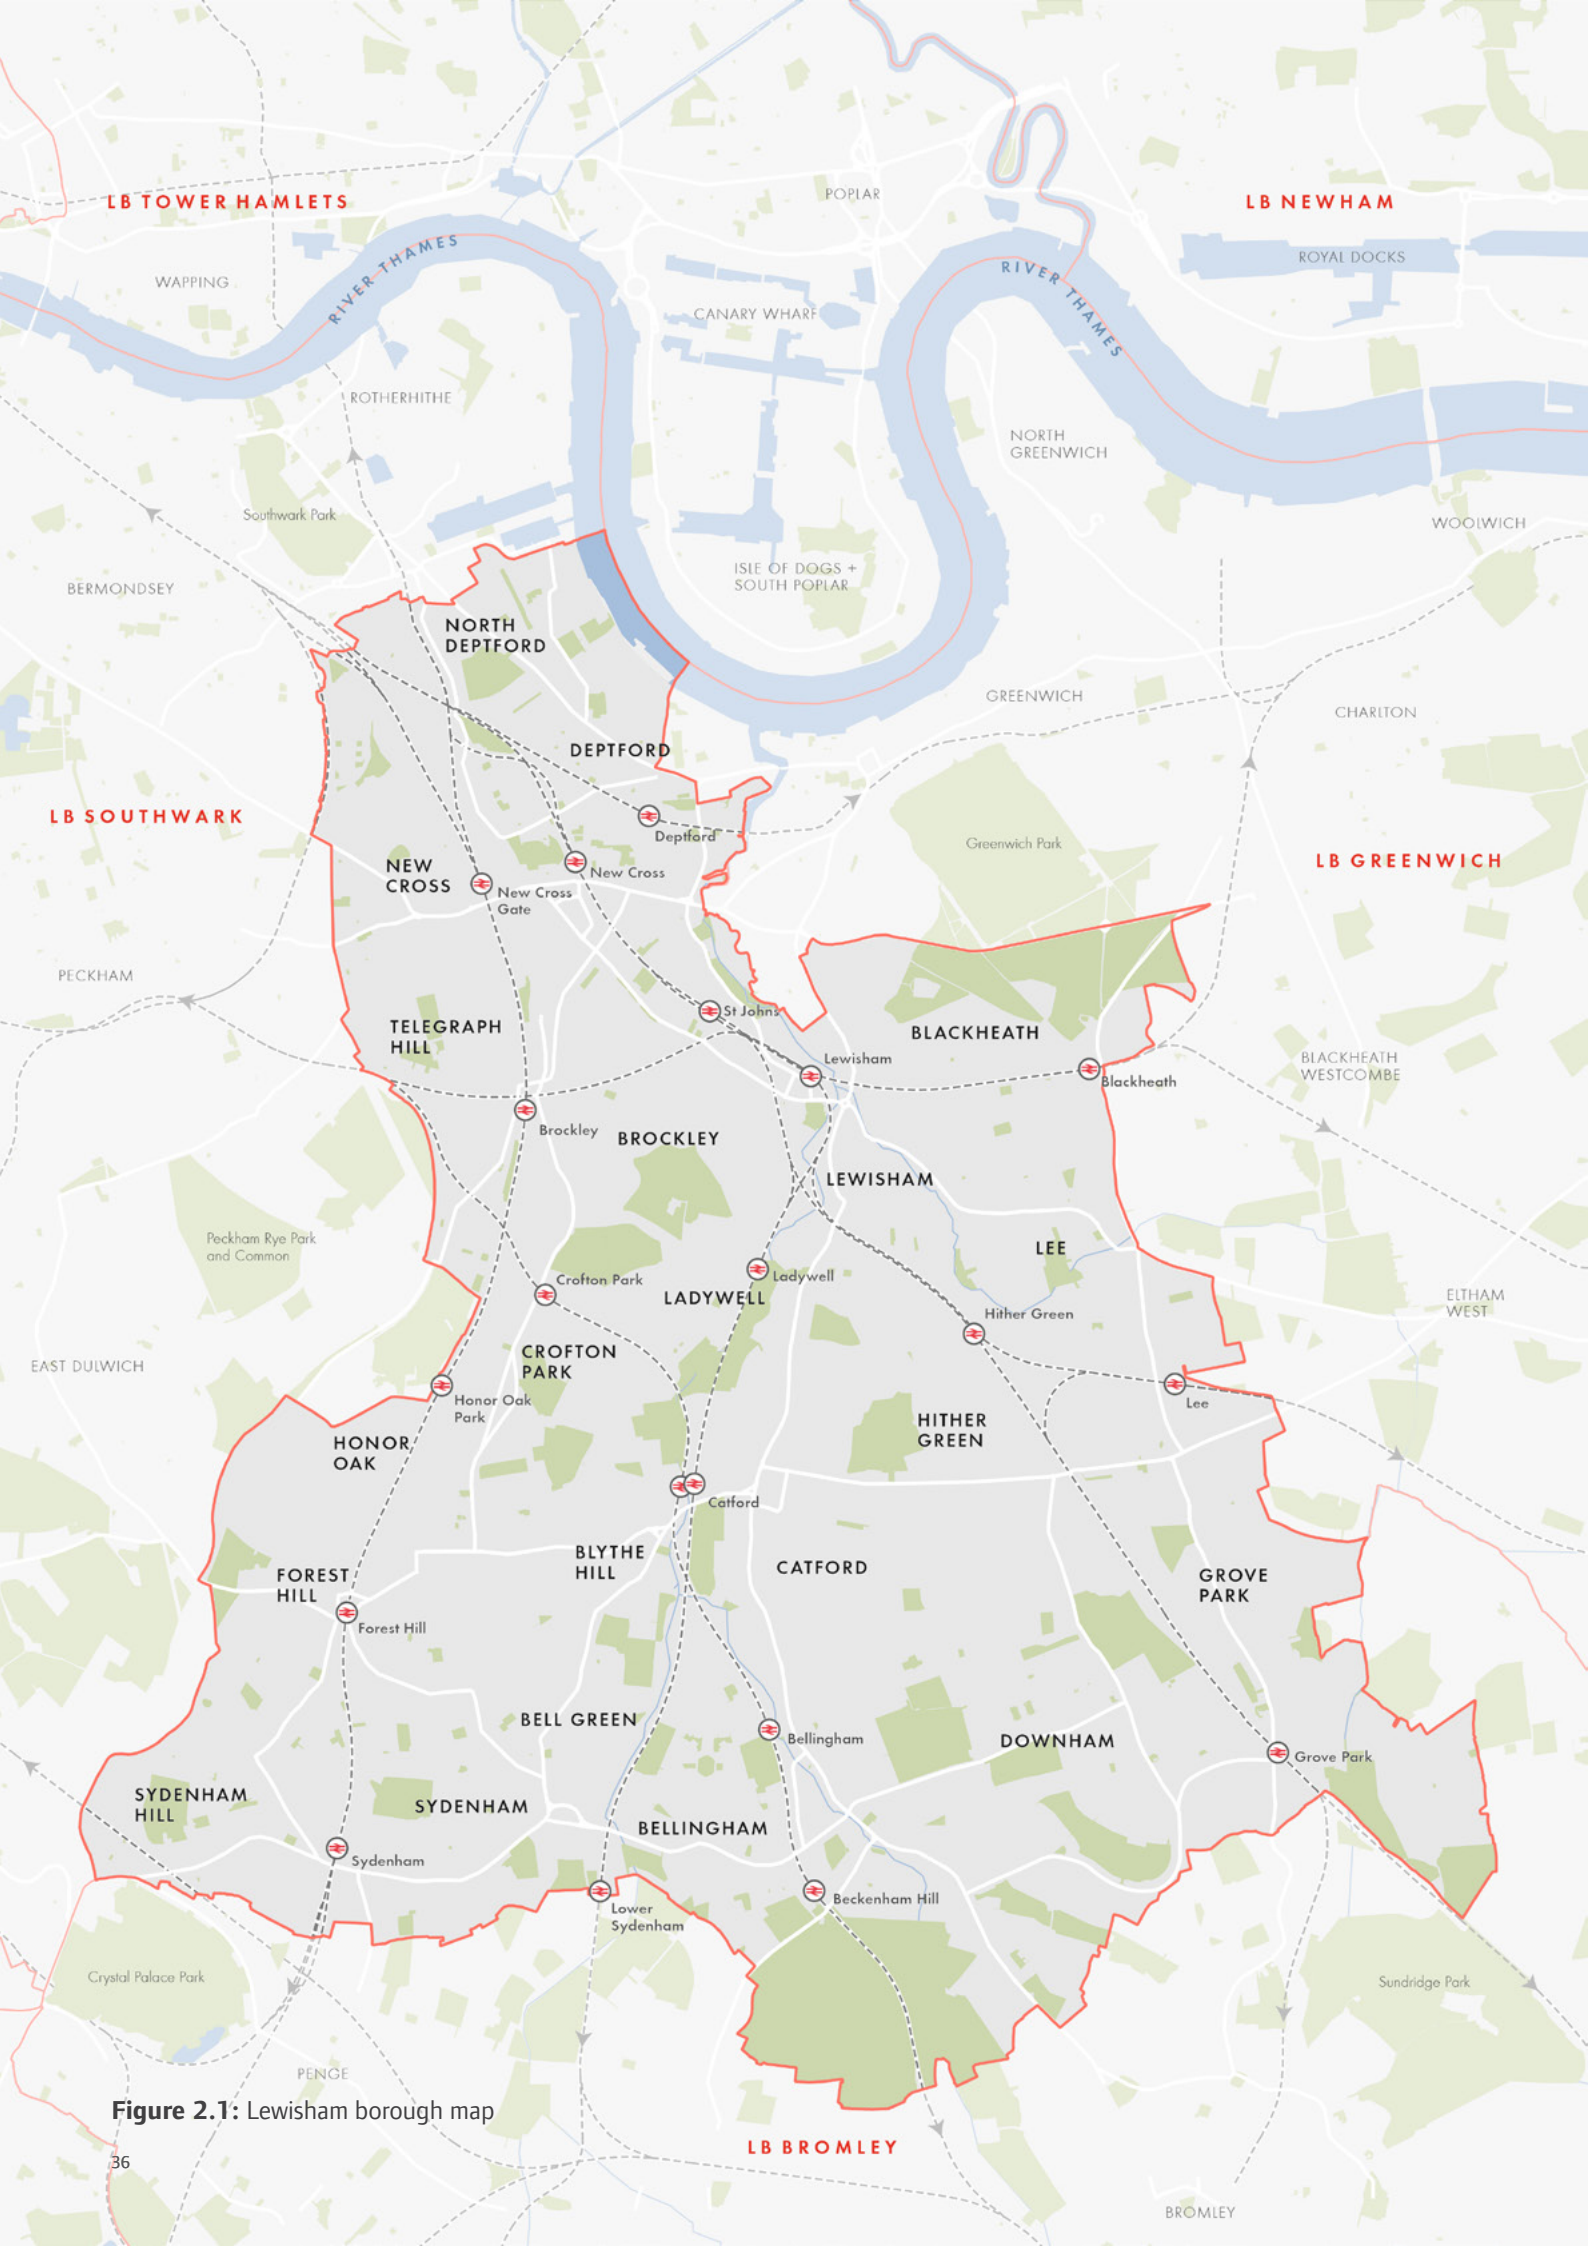 POPLAR
LB TOWER HAMLETS
LB NEWHAM
RIVER THAMES
ROYAL DOCKS
RIVER THAMES
WAPPING
CANARY WHARF
ROTHERHITHE
NORTH
GREENWICH
Southwark Park
WOOLWICH
ISLE OF DOGS +
SOUTH POPLAR
BERMONDSEY
NORTH
DEPTFORD
GREENWICH
CHARLTON
DEPTFORD
LB SOUTHWARK
Deptford
Greenwich Park
LB GREENWICH
NEW
CROSS
New Cross
New Cross
Gate
PECKHAM
St Johns
TELEGRAPH
HILL
BLACKHEATH
Lewisham
BLACKHEATH
WESTCOMBE
Blackheath
Brockley
BROCKLEY
LEWISHAM
Peckham Rye Park
and Common
LEE
Crofton Park
Ladywell
LADYWELL
ELTHAM
WEST
Hither Green
CROFTON
PARK
EAST DULWICH
Honor Oak
Park
Lee
HITHER
GREEN
HONOR
OAK
Catford
BLYTHE
HILL
CATFORD
FOREST
HILL
GROVE
PARK
Forest Hill
BELL GREEN
Bellingham
DOWNHAM
Grove Park
SYDENHAM
HILL
SYDENHAM
BELLINGHAM
Sydenham
Beckenham Hill
Lower
Sydenham
Crystal Palace Park
Sundridge Park
PENGE
Figure 2.1: Lewisham borough map
LB BROMLEY
36
BROMLEY